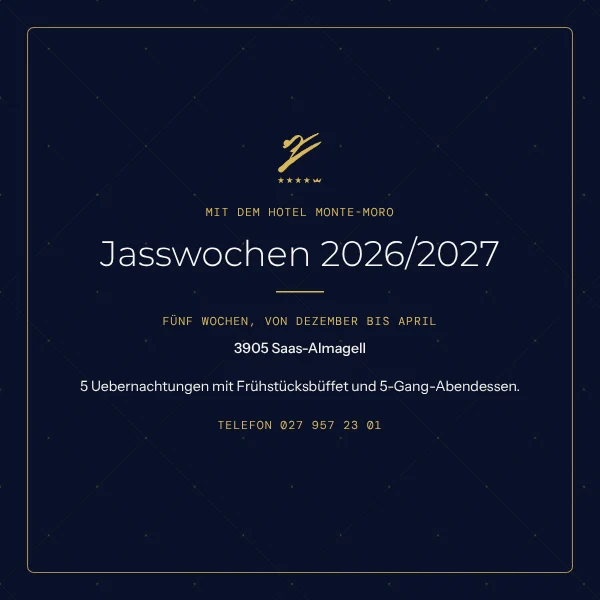 MIT DEM HOTEL MONTE-MORO
Jasswochen 2026/2027
FÜNF WOCHEN, VON DEZEMBER BIS APRIL
3905 Saas-Almagell
5 Uebernachtungen mit Frühstücksbüffet und 5-Gang-Abendessen.
TELEFON 027 957 23 01